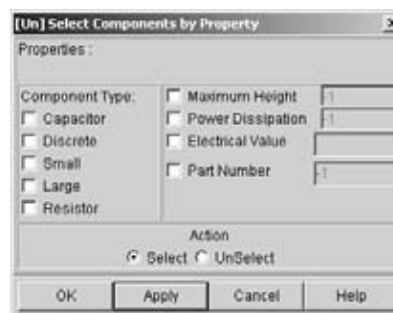 [Un] Select Components by Property
Properties :
Component Type:
Capacitor
Discrete
Small
Large
Resistor
Maximum Height -1
Power Dissipation -1
Electrical Value
Part Number -1
Action
Select UnSelect
OK Apply Cancel Help